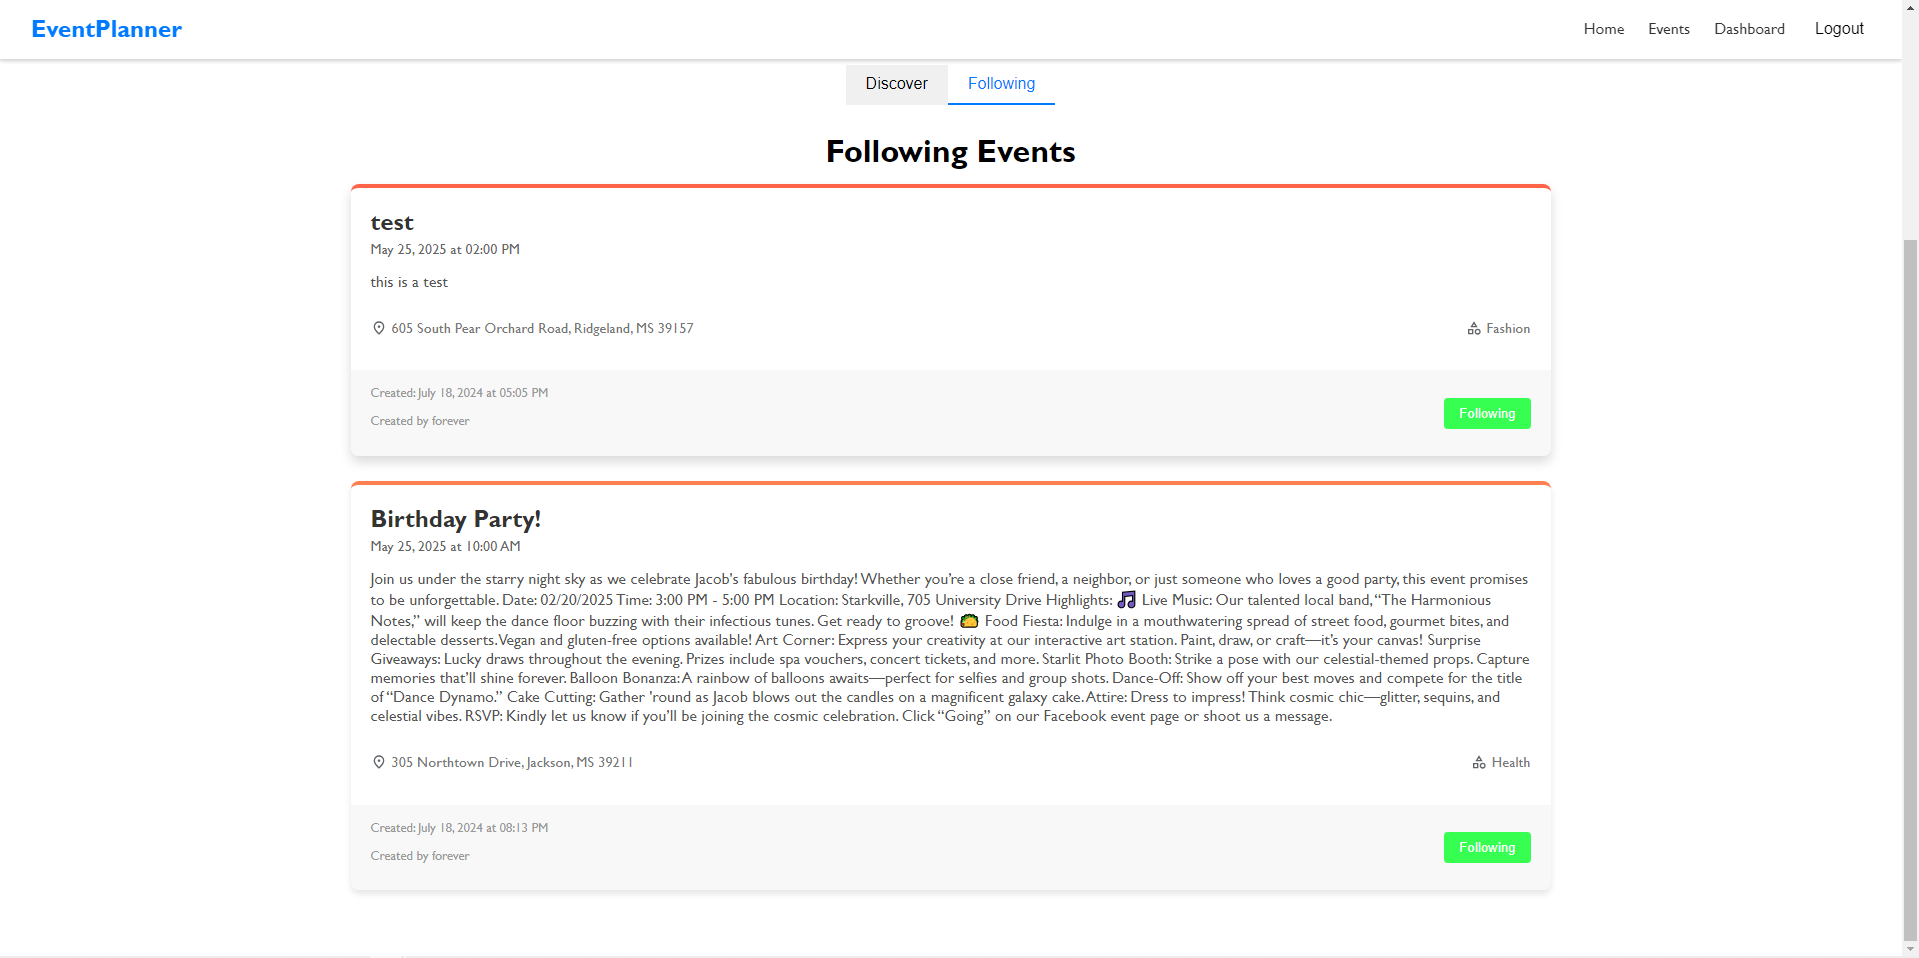 EventPlanner
Home Events Dashboard Logout
Discover Following
Following Events
test
May 25, 2025 at 02:00 PM
this is a test
605 South Pear Orchard Road, Ridgeland, MS 39157
Fashion
Created: July 18, 2024 at 05:05 PM
Created by forever
Following
Birthday Party!
May 25, 2025 at 10:00 AM
Join us under the starry night sky as we celebrate Jacob's fabulous birthday! Whether you’re a close friend, a neighbor, or just someone who loves a good party, this event promises
to be unforgettable. Date: 02/20/2025 Time: 3:00 PM - 5:00 PM Location: Starkville, 705 University Drive Highlights: 🎵 Live Music: Our talented local band, “The Harmonious
Notes,” will keep the dance floor buzzing with their infectious tunes. Get ready to groove! 🌮 Food Fiesta: Indulge in a mouthwatering spread of street food, gourmet bites, and
delectable desserts. Vegan and gluten-free options available! Art Corner: Express your creativity at our interactive art station. Paint, draw, or craft—it’s your canvas! Surprise
Giveaways: Lucky draws throughout the evening. Prizes include spa vouchers, concert tickets, and more. Starlit Photo Booth: Strike a pose with our celestial-themed props. Capture
memories that’ll shine forever. Balloon Bonanza: A rainbow of balloons awaits—perfect for selfies and group shots. Dance-Off: Show off your best moves and compete for the title
of “Dance Dynamo.” Cake Cutting: Gather 'round as Jacob blows out the candles on a magnificent galaxy cake. Attire: Dress to impress! Think cosmic chic—glitter, sequins, and
celestial vibes. RSVP: Kindly let us know if you’ll be joining the cosmic celebration. Click “Going” on our Facebook event page or shoot us a message.
305 Northtown Drive, Jackson, MS 39211
Health
Created: July 18, 2024 at 08:13 PM
Created by forever
Following